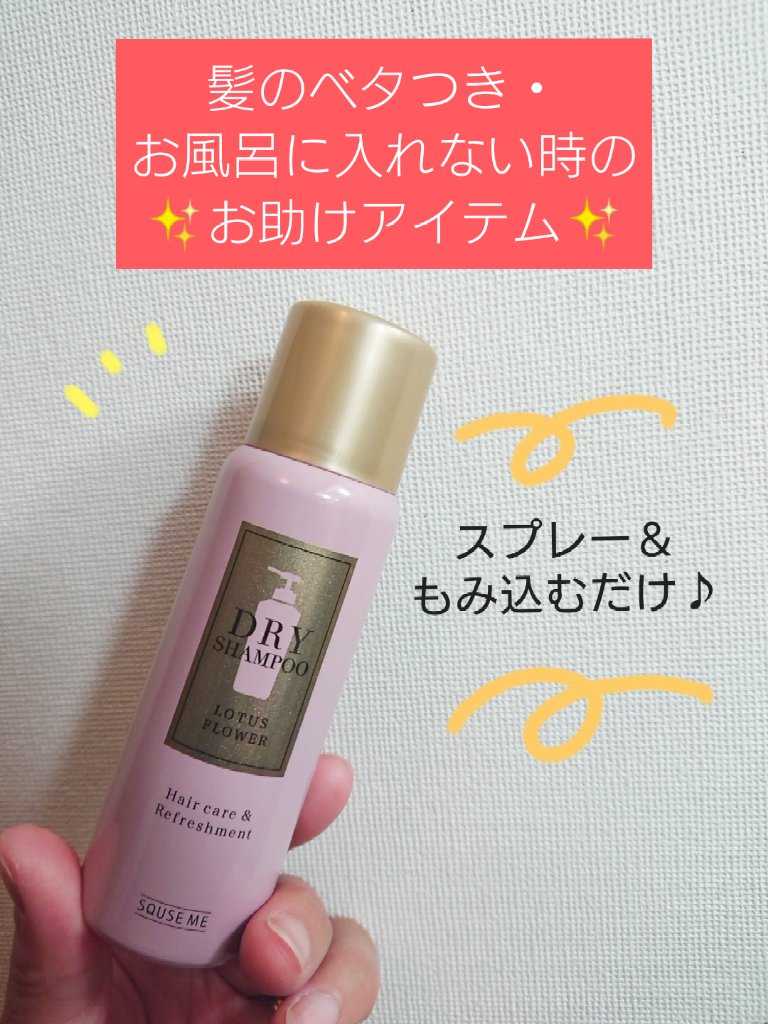 髪のベタつき・
お風呂に入れない時の
✨お助けアイテム✨
スプレー&
もみ込むだけ♪
DRY
SHAMPOO
LOTUS
FLOWER
Hair care &
Refreshment
SQUSE ME